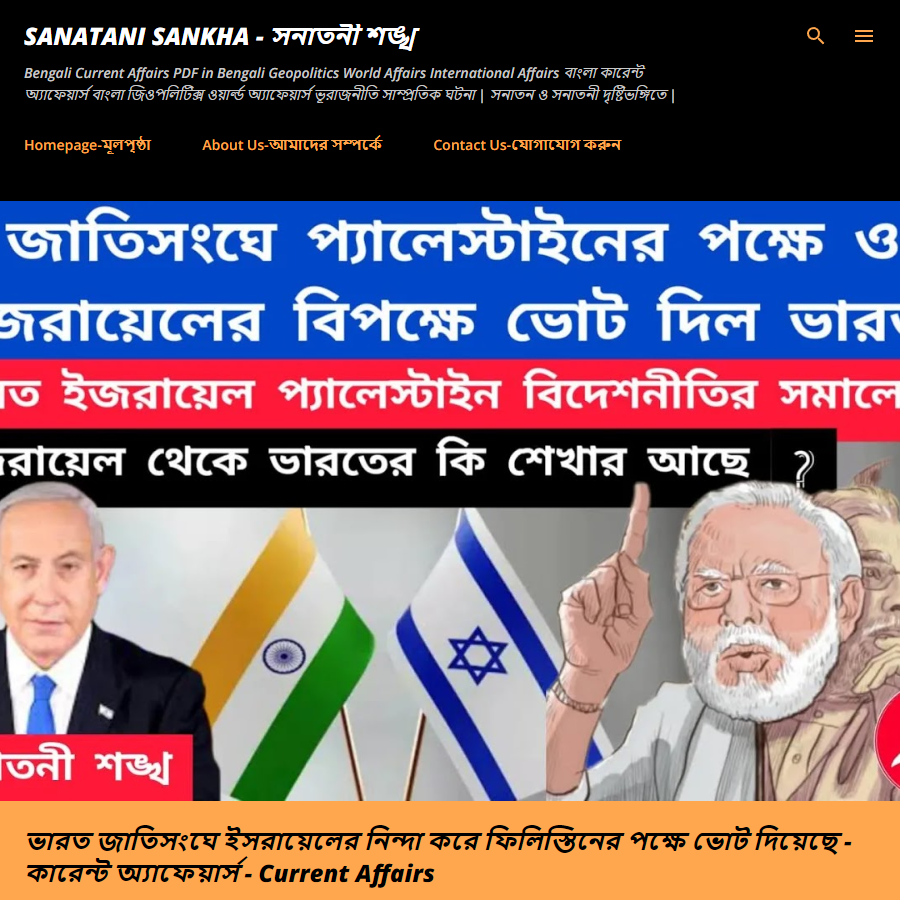 SANATANI SANKHA - সনাতনী শঙ্খ
Bengali Current Affairs PDF in Bengali Geopolitics World Affairs International Affairs বাংলা কারেন্ট
অ্যাফেয়ার্স বাংলা জিওপলিটিক্স ওয়ার্ল্ড অ্যাফেয়ার্স ভূরাজনীতি সাম্প্রতিক ঘটনা | সনাতন ও সনাতনী দৃষ্টিভঙ্গিতে |
Homepage-মূলপৃষ্ঠা About Us-আমাদের সম্পর্কে Contact Us-যোগাযোগ করুন
জাতিসংঘে প্যালেস্টাইনের পক্ষে ও
জরায়েলের বিপক্ষে ভোট দিল ভারত
ত ইজরায়েল প্যালেস্টাইন বিদেশনীতির সমালে
রায়েল থেকে ভারতের কি শেখার আছে ?
তনী শঙ্খ
ভারত জাতিসংঘে ইসরায়েলের নিন্দা করে ফিলিস্তিনের পক্ষে ভোট দিয়েছে -
কারেন্ট অ্যাফেয়ার্স - Current Affairs